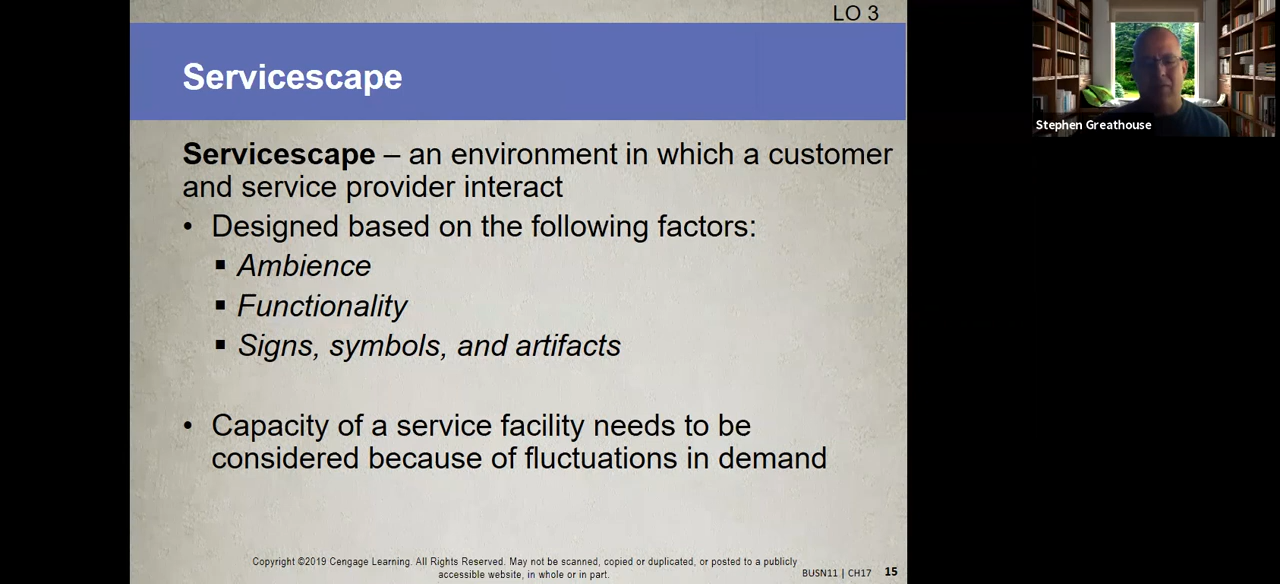 LO 3
Servicescape
Stephen Greathouse
Servicescape – an environment in which a customer
and service provider interact
• Designed based on the following factors:
▪ Ambience
▪ Functionality
▪ Signs, symbols, and artifacts
• Capacity of a service facility needs to be
considered because of fluctuations in demand
Copyright ©2019 Cengage Learning. All Rights Reserved. May not be scanned, copied or duplicated, or posted to a publicly
accessible website, in whole or in part.
BUSN11 | CH17 15